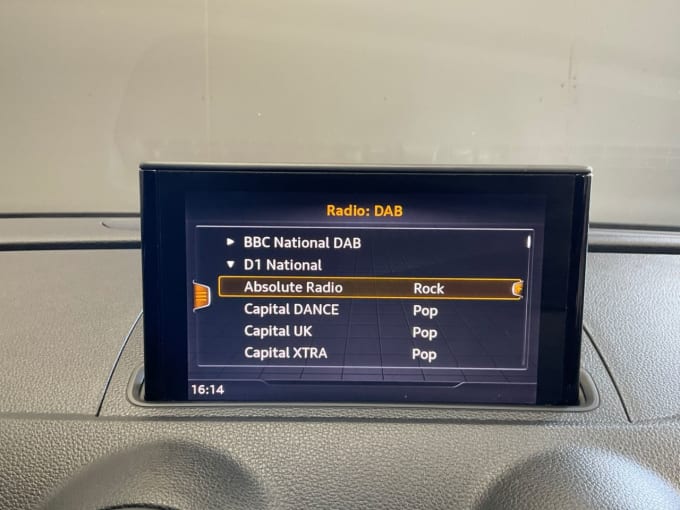 Radio: DAB
BBC National DAB
D1 National
Absolute Radio Rock
Capital DANCE Pop
Capital UK Pop
Capital XTRA Pop
16:14